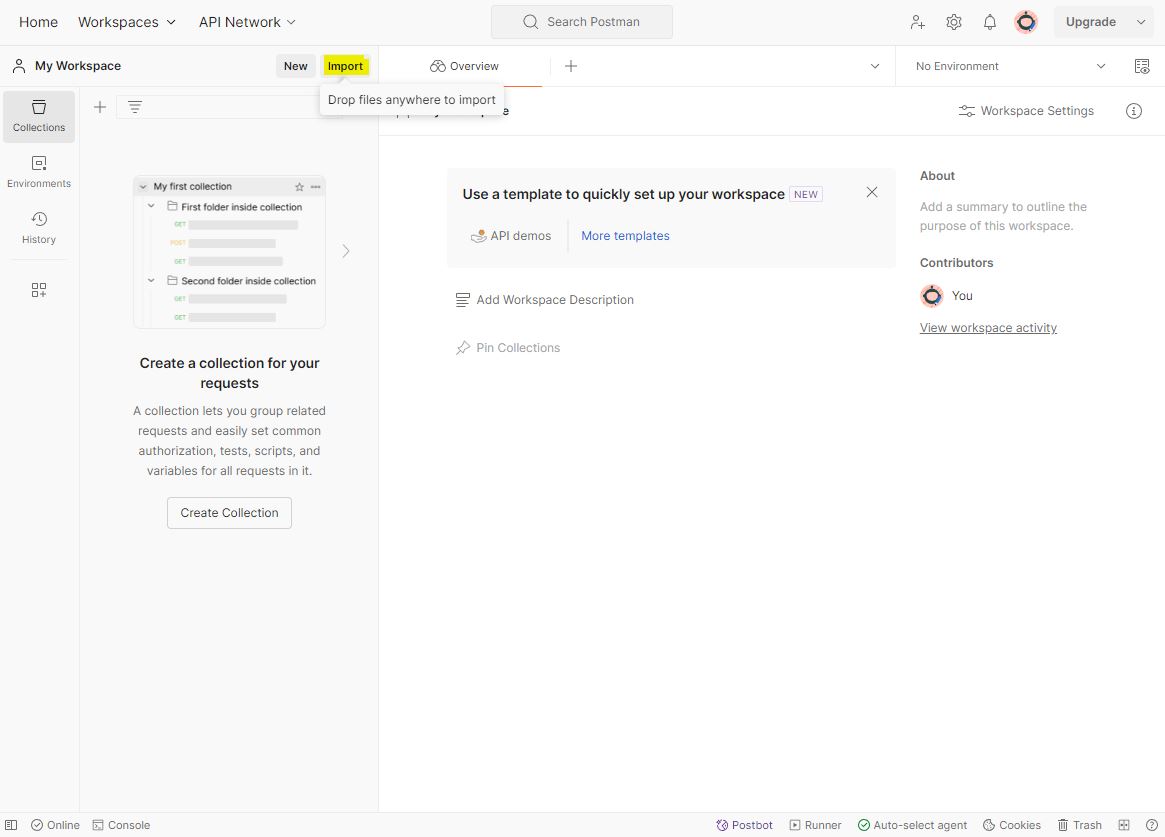 Home Workspaces API Network Search Postman Upgrade
My Workspace New Import Overview No Environment
Drop files anywhere to import
Workspace Settings
Collections
Environments
History
My first collection
First folder inside collection
GET
POST
GET
Second folder inside collection
GET
GET
Create a collection for your
requests
A collection lets you group related
requests and easily set common
authorization, tests, scripts, and
variables for all requests in it.
Create Collection
Use a template to quickly set up your workspace NEW
API demos More templates
Add Workspace Description
Pin Collections
About
Add a summary to outline the
purpose of this workspace.
Contributors
You
View workspace activity
Online Console Postbot Runner Auto-select agent Cookies Trash